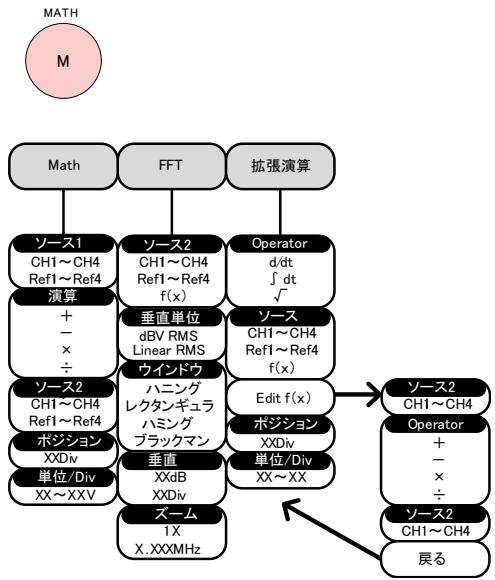 MATH
M
Math
FFT
拡張演算
ソース1
CH1～CH4
Ref1～Ref4
演算
＋
－
×
÷
ソース2
CH1～CH4
Ref1～Ref4
ポジション
XXDiv
単位/Div
XX～XXV
ソース2
CH1～CH4
Ref1～Ref4
f(x)
垂直単位
dBV RMS
Linear RMS
ウインドウ
ハニング
レクタンギュラ
ハミング
ブラックマン
垂直
XXdB
XXDiv
ズーム
1X
X.XXXMHz
Operator
d/dt
∫ dt
√
ソース
CH1～CH4
Ref1～Ref4
f(x)
Edit f(x)
ポジション
XXDiv
単位/Div
XX～XX
ソース2
CH1～CH4
Operator
＋
－
×
÷
ソース2
CH1～CH4
戻る